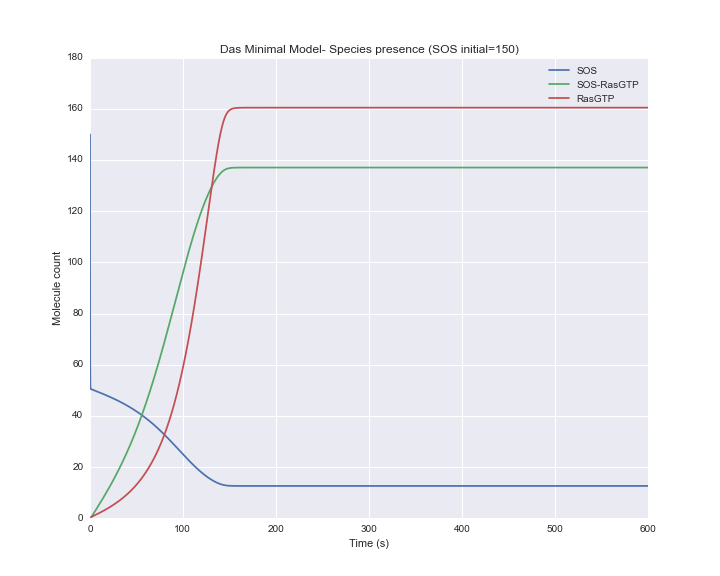 Das Minimal Model- Species presence (SOS initial=150)
180
160
140
120
100
80
60
40
20
0
Molecule count
SOS
SOS-RasGTP
RasGTP
0 100 200 300 400 500 600
Time (s)